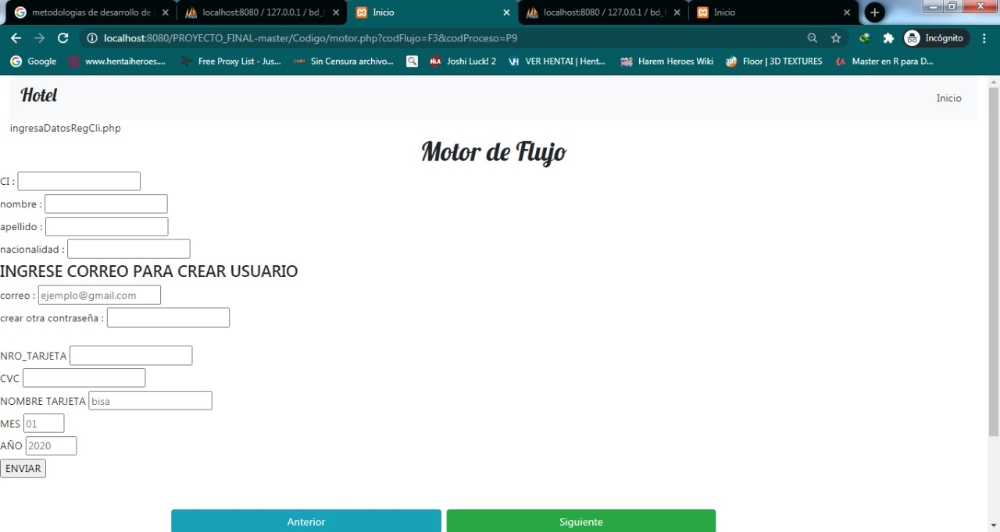 metodologias de desarrollo de
localhost:8080 / 127.0.0.1 / bd_
Inicio
localhost:8080 / 127.0.0.1 / bd_
Inicio
localhost:8080/PROYECTO_FINAL-master/Codigo/motor.php?codFlujo=F3&codProceso=P9
Incógnito
Google
www.hentaiheroes....
Free Proxy List - Jus...
Sin Censura archivo...
Joshi Luck! 2
VER HENTAI | Hent...
Harem Heroes Wiki
Floor | 3D TEXTURES
Master en R para D...
Hotel
Inicio
ingresaDatosRegCli.php
Motor de Flujo
CI :
nombre :
apellido :
nacionalidad :
INGRESE CORREO PARA CREAR USUARIO
correo : ejemplo@gmail.com
crear otra contraseña :
NRO_TARJETA
CVC
NOMBRE TARJETA bisa
MES 01
AÑO 2020
ENVIAR
Anterior
Siguiente